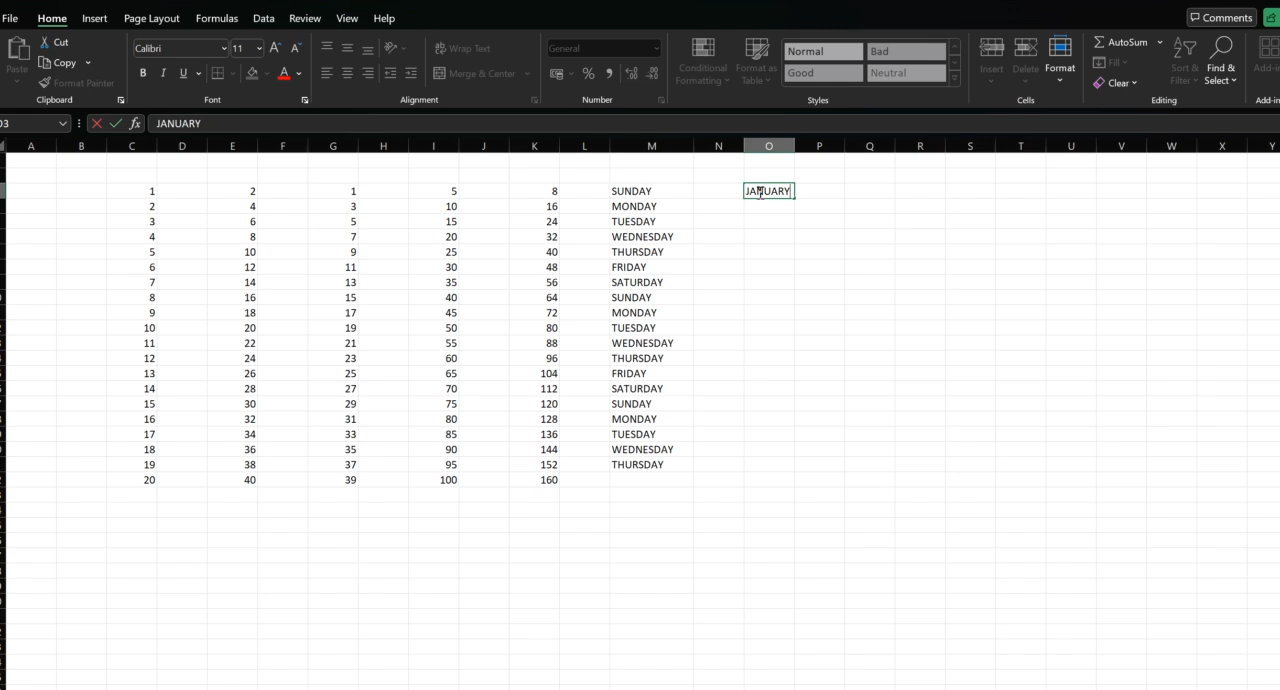 File Home Insert Page Layout Formulas Data Review View Help Comments
Cut Calibri 11 A A Wrap Text General Normal Bad AutoSum
Paste Copy B I U A Merge & Center % Conditional Formatting Format as Table Good Neutral Insert Delete Format Fill Clear Sort & Filter Find & Select Add-in
Format Painter
Clipboard Font Alignment Number Styles Cells Editing Add-in
O3 fx JANUARY
A B C D E F G H I J K L M N O P Q R S T U V W X Y
1 2 1 5 8 SUNDAY JANUARY
2 4 3 10 16 MONDAY
3 6 5 15 24 TUESDAY
4 8 7 20 32 WEDNESDAY
5 10 9 25 40 THURSDAY
6 12 11 30 48 FRIDAY
7 14 13 35 56 SATURDAY
8 16 15 40 64 SUNDAY
9 18 17 45 72 MONDAY
10 20 19 50 80 TUESDAY
11 22 21 55 88 WEDNESDAY
12 24 23 60 96 THURSDAY
13 26 25 65 104 FRIDAY
14 28 27 70 112 SATURDAY
15 30 29 75 120 SUNDAY
16 32 31 80 128 MONDAY
17 34 33 85 136 TUESDAY
18 36 35 90 144 WEDNESDAY
19 38 37 95 152 THURSDAY
20 40 39 100 160